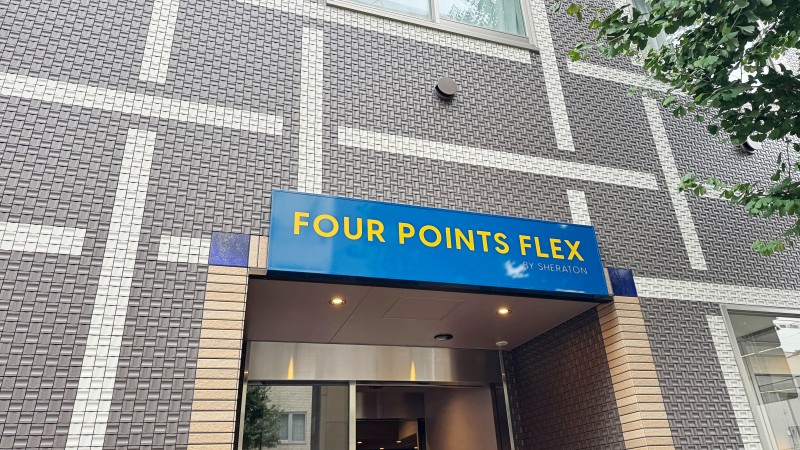 FOUR POINTS FLEX
BY SHERATON